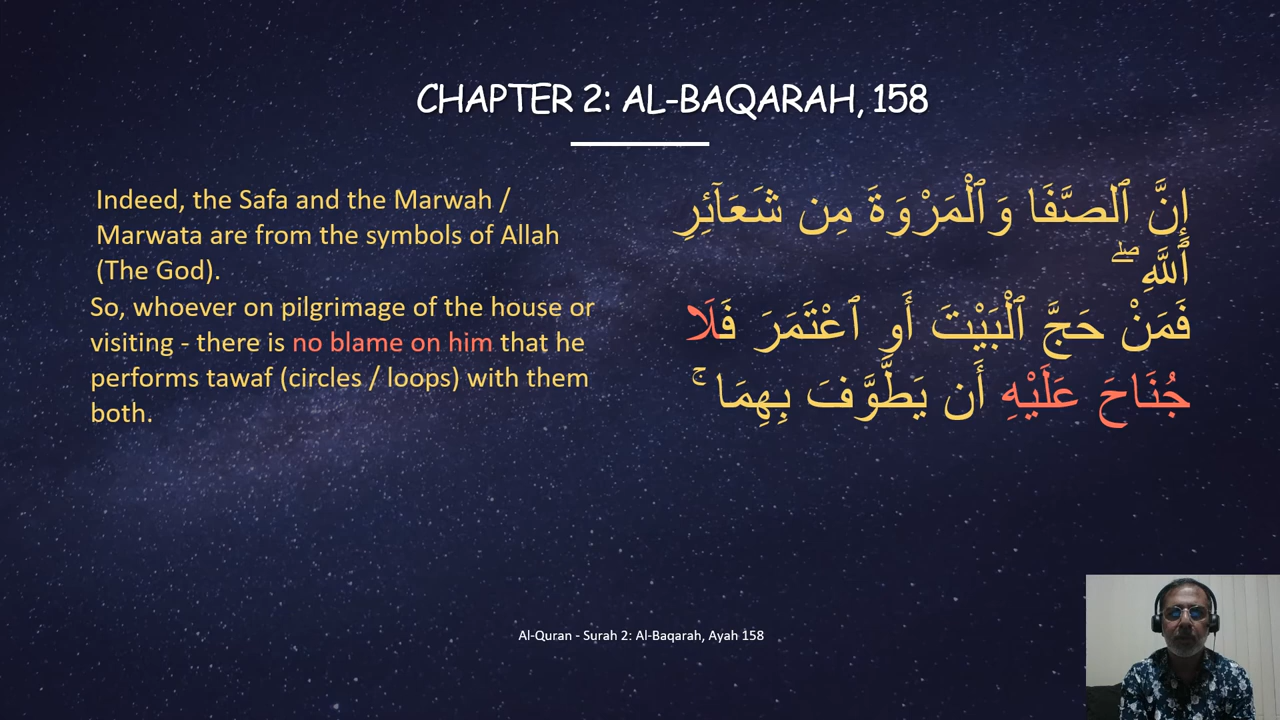 CHAPTER 2: AL-BAQARAH, 158
Indeed, the Safa and the Marwah /
Marwata are from the symbols of Allah
(The God).
So, whoever on pilgrimage of the house or
visiting - there is no blame on him that he
performs tawaf (circles / loops) with them
both.
إِنَّ ٱلصَّفَا وَٱلْمَرْوَةَ مِن شَعَآئِرِ
ٱللَّهِ ۖ
فَمَنْ حَجَّ ٱلْبَيْتَ أَوِ ٱعْتَمَرَ فَلَا
جُنَاحَ عَلَيْهِ أَن يَطَّوَّفَ بِهِمَا ۚ
Al-Quran - Surah 2: Al-Baqarah, Ayah 158